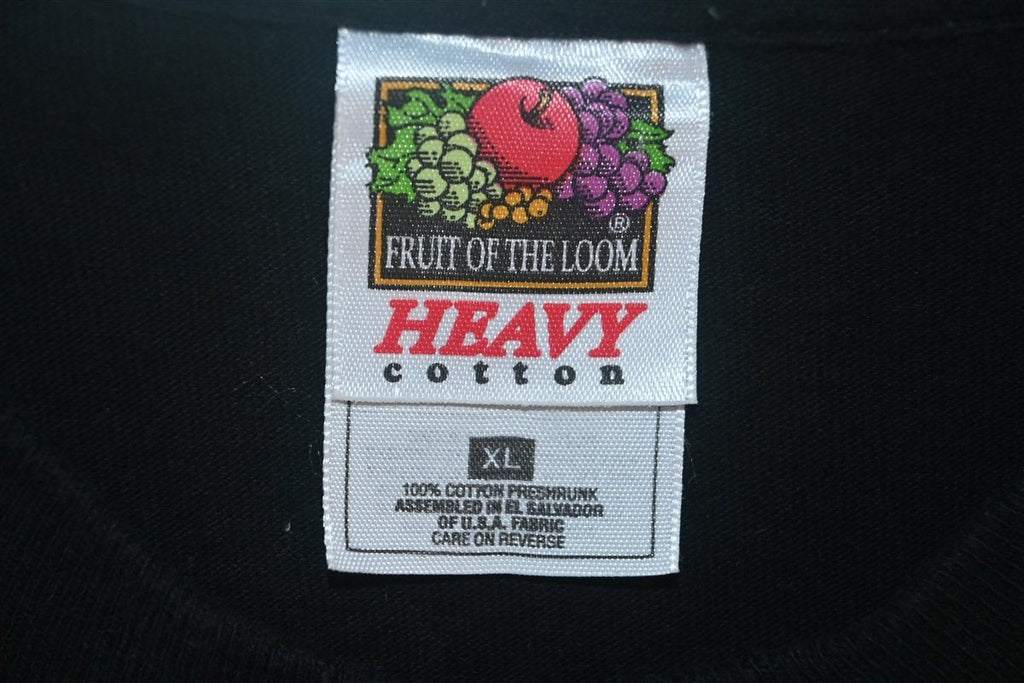 ®
FRUIT OF THE LOOM
HEAVY
cotton
XL
100% COTTON PRESHRUNK
ASSEMBLED IN EL SALVADOR
OF U.S.A. FABRIC
CARE ON REVERSE